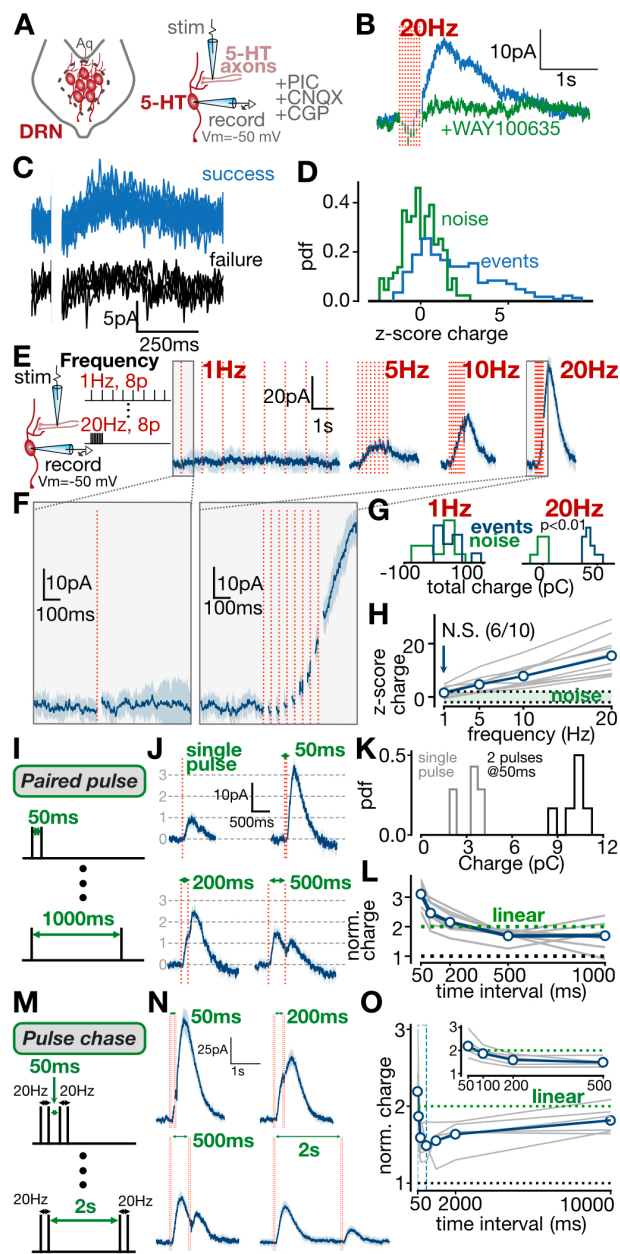 A
Aq
DRN
stim
5-HT
axons
5-HT
+PIC
+CNQX
+CGP
record
Vm=-50 mV
B
20Hz
10pA
1s
+WAY100635
C
success
failure
5pA
250ms
D
0.4
0.2
0.0
pdf
noise
events
0
5
z-score charge
E
Frequency
stim
1Hz, 8p
20Hz, 8p
record
Vm=-50 mV
1Hz
20pA
1s
5Hz
10Hz
20Hz
F
10pA
100ms
10pA
100ms
G
1Hz
20Hz
events
noise
p<0.01
-100
100
0
50
total charge (pC)
H
N.S. (6/10)
20
0
z-score
charge
noise
1
5
10
20
frequency (Hz)
I
Paired pulse
50ms
1000ms
J
single
pulse
50ms
3
2
1
0
10pA
500ms
200ms
500ms
3
2
1
0
K
0.5
0.0
pdf
single
pulse
2 pulses
@50ms
0
3
6
9
12
Charge (pC)
L
3
2
1
norm.
charge
linear
50
200
500
1000
time interval (ms)
M
Pulse chase
50ms
20Hz
20Hz
20Hz
20Hz
2s
N
50ms
200ms
25pA
1s
500ms
2s
O
3
2
1
norm. charge
3
2
1
50
100
200
500
linear
50
50
2000
10000
time interval (ms)